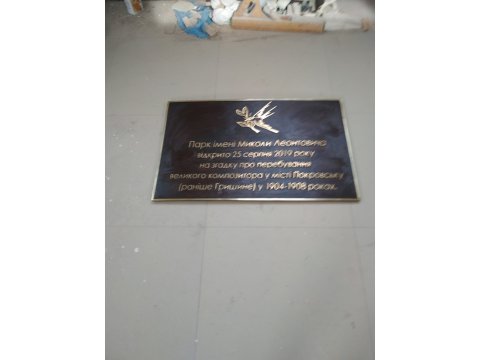 Парк імені Миколи Леонтовича
відкрито 25 серпня 2019 року
на згадку про перебування
великого композитора у місті Покровську
(раніше Гришине) у 1904-1908 роках.